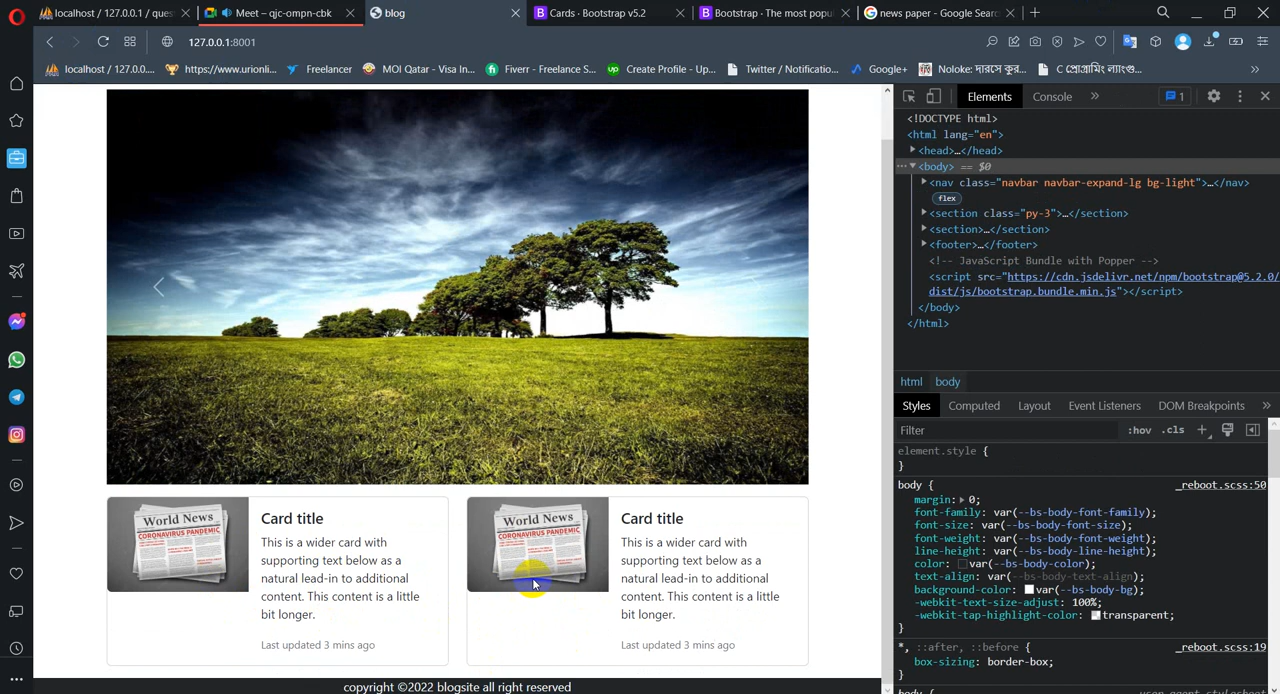 localhost / 127.0.0.1 / ques
Meet – qjc-ompn-cbk
blog
Cards · Bootstrap v5.2
Bootstrap · The most popu
news paper - Google Searc
127.0.0.1:8001
localhost / 127.0.0....
https://www.urionli...
Freelancer
MOI Qatar - Visa In...
Fiverr - Freelance S...
Create Profile - Up...
Twitter / Notificatio...
Google+
Noloke: দারসে কুর...
C প্রোগ্রামিং ল্যাংগু...
Elements
Console
1
<!DOCTYPE html>
<html lang="en">
<head>…</head>
<body> == $0
<nav class="navbar navbar-expand-lg bg-light">…</nav>
flex
<section class="py-3">…</section>
<section>…</section>
<footer>…</footer>
<!-- JavaScript Bundle with Popper -->
<script src="https://cdn.jsdelivr.net/npm/bootstrap@5.2.0/
dist/js/bootstrap.bundle.min.js"></script>
</body>
</html>
html body
Styles
Computed
Layout
Event Listeners
DOM Breakpoints
Filter
:hov .cls
element.style {
}
body {
_reboot.scss:50
margin: 0;
font-family: var(--bs-body-font-family);
font-size: var(--bs-body-font-size);
font-weight: var(--bs-body-font-weight);
line-height: var(--bs-body-line-height);
color: var(--bs-body-color);
text-align: var(--bs-body-text-align);
background-color: var(--bs-body-bg);
-webkit-text-size-adjust: 100%;
-webkit-tap-highlight-color: transparent;
}
*, ::after, ::before {
_reboot.scss:19
box-sizing: border-box;
}
body {
user agent stylesheet
World News
CORONAVIRUS PANDEMIC
Card title
This is a wider card with
supporting text below as a
natural lead-in to additional
content. This content is a little
bit longer.
Last updated 3 mins ago
World News
CORONAVIRUS PANDEMIC
Card title
This is a wider card with
supporting text below as a
natural lead-in to additional
content. This content is a little
bit longer.
Last updated 3 mins ago
copyright ©2022 blogsite all right reserved